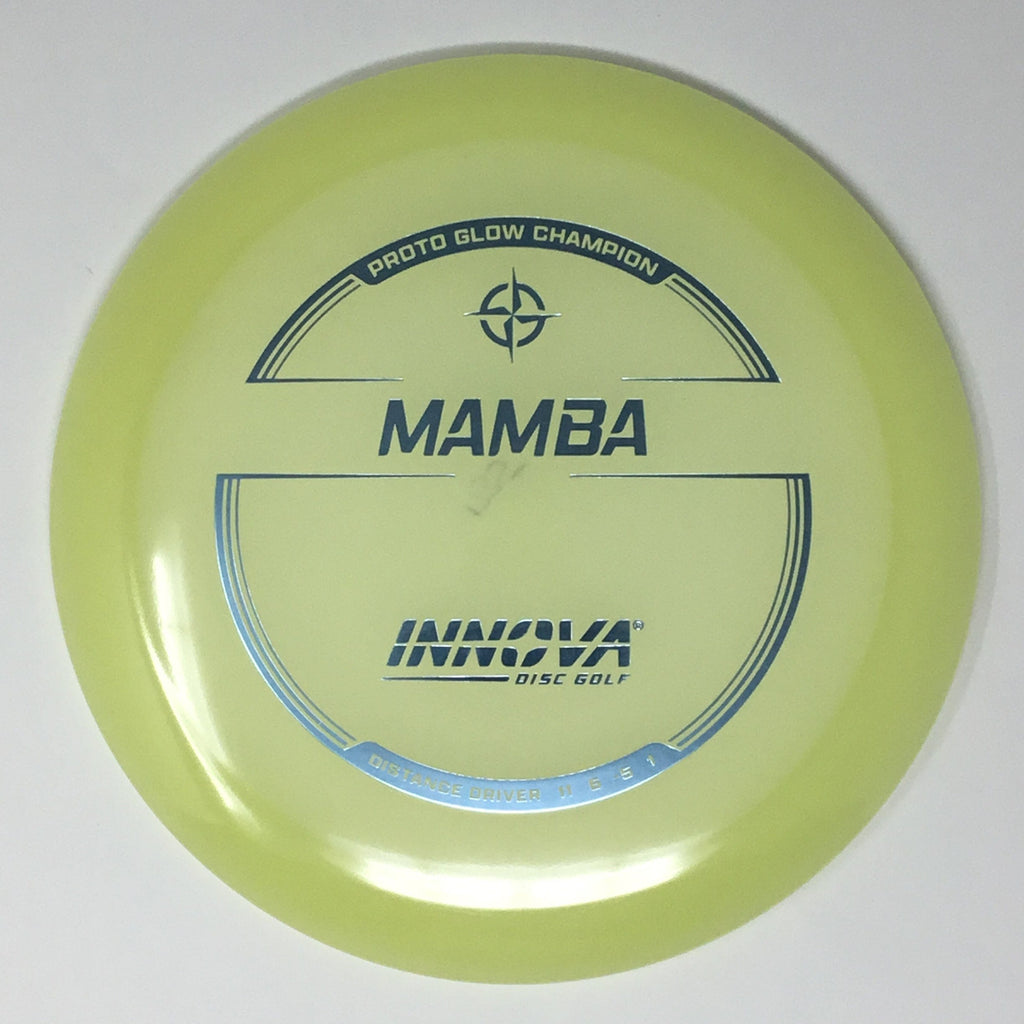 PROTO GLOW CHAMPION
MAMBA
INNOVA®
DISC GOLF
DISTANCE DRIVER 11 6 -5 1